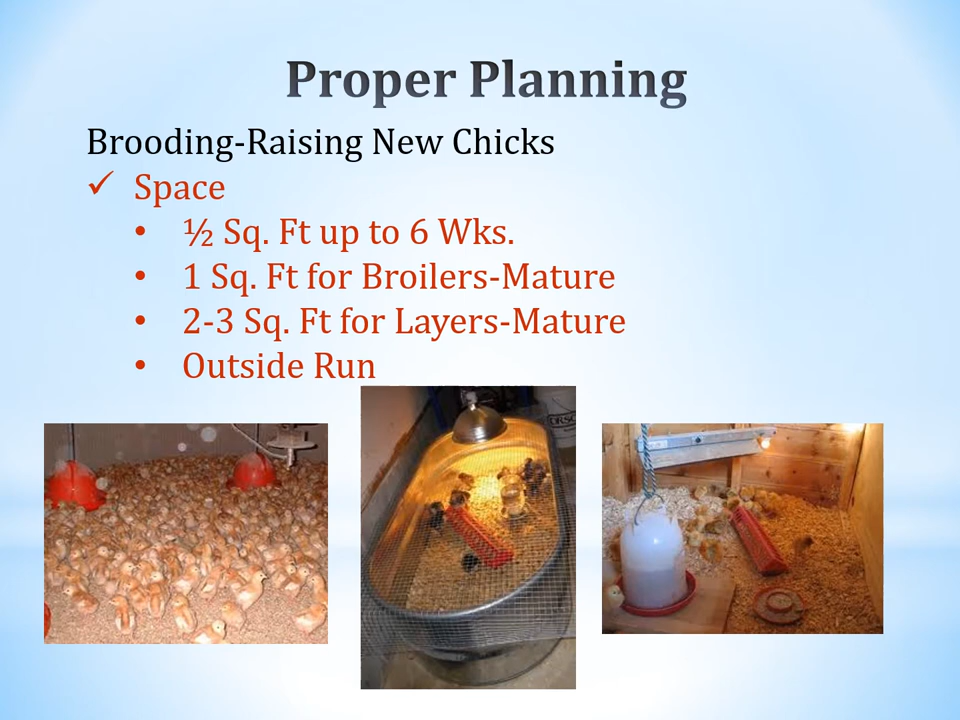 Proper Planning
Brooding-Raising New Chicks
✓ Space
• ½ Sq. Ft up to 6 Wks.
• 1 Sq. Ft for Broilers-Mature
• 2-3 Sq. Ft for Layers-Mature
• Outside Run